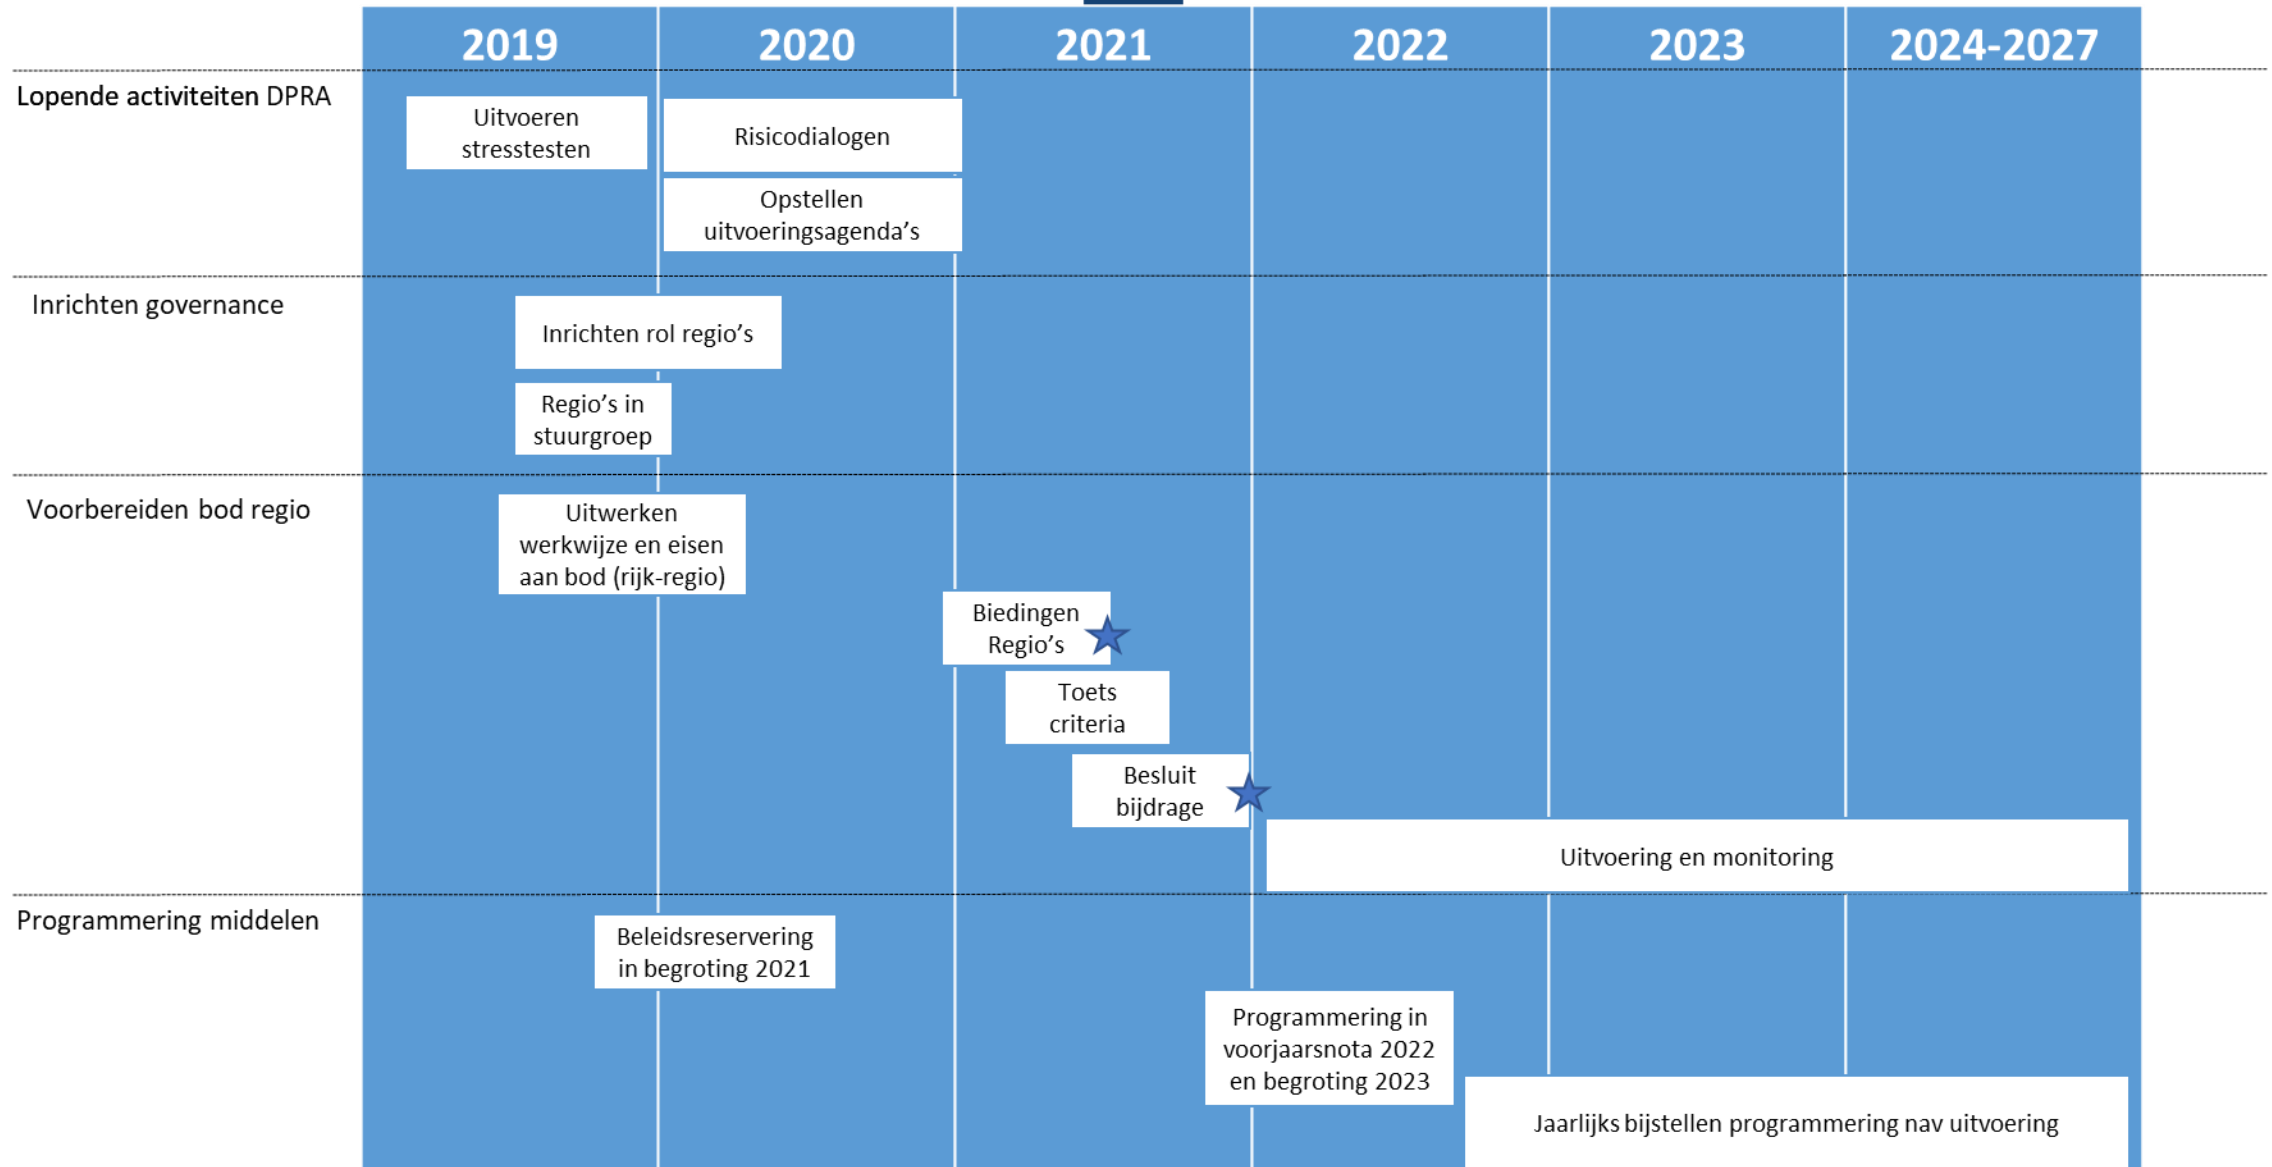 2019 2020 2021 2022 2023 2024-2027
Lopende activiteiten DPRA
Uitvoeren
stresstesten
Risicodialogen
Opstellen
uitvoeringsagenda’s
Inrichten governance
Inrichten rol regio’s
Regio’s in
stuurgroep
Voorbereiden bod regio
Uitwerken
werkwijze en eisen
aan bod (rijk-regio)
Biedingen
Regio’s
Toets
criteria
Besluit
bijdrage
Uitvoering en monitoring
Programmering middelen
Beleidsreservering
in begroting 2021
Programmering in
voorjaarsnota 2022
en begroting 2023
Jaarlijks bijstellen programmering nav uitvoering